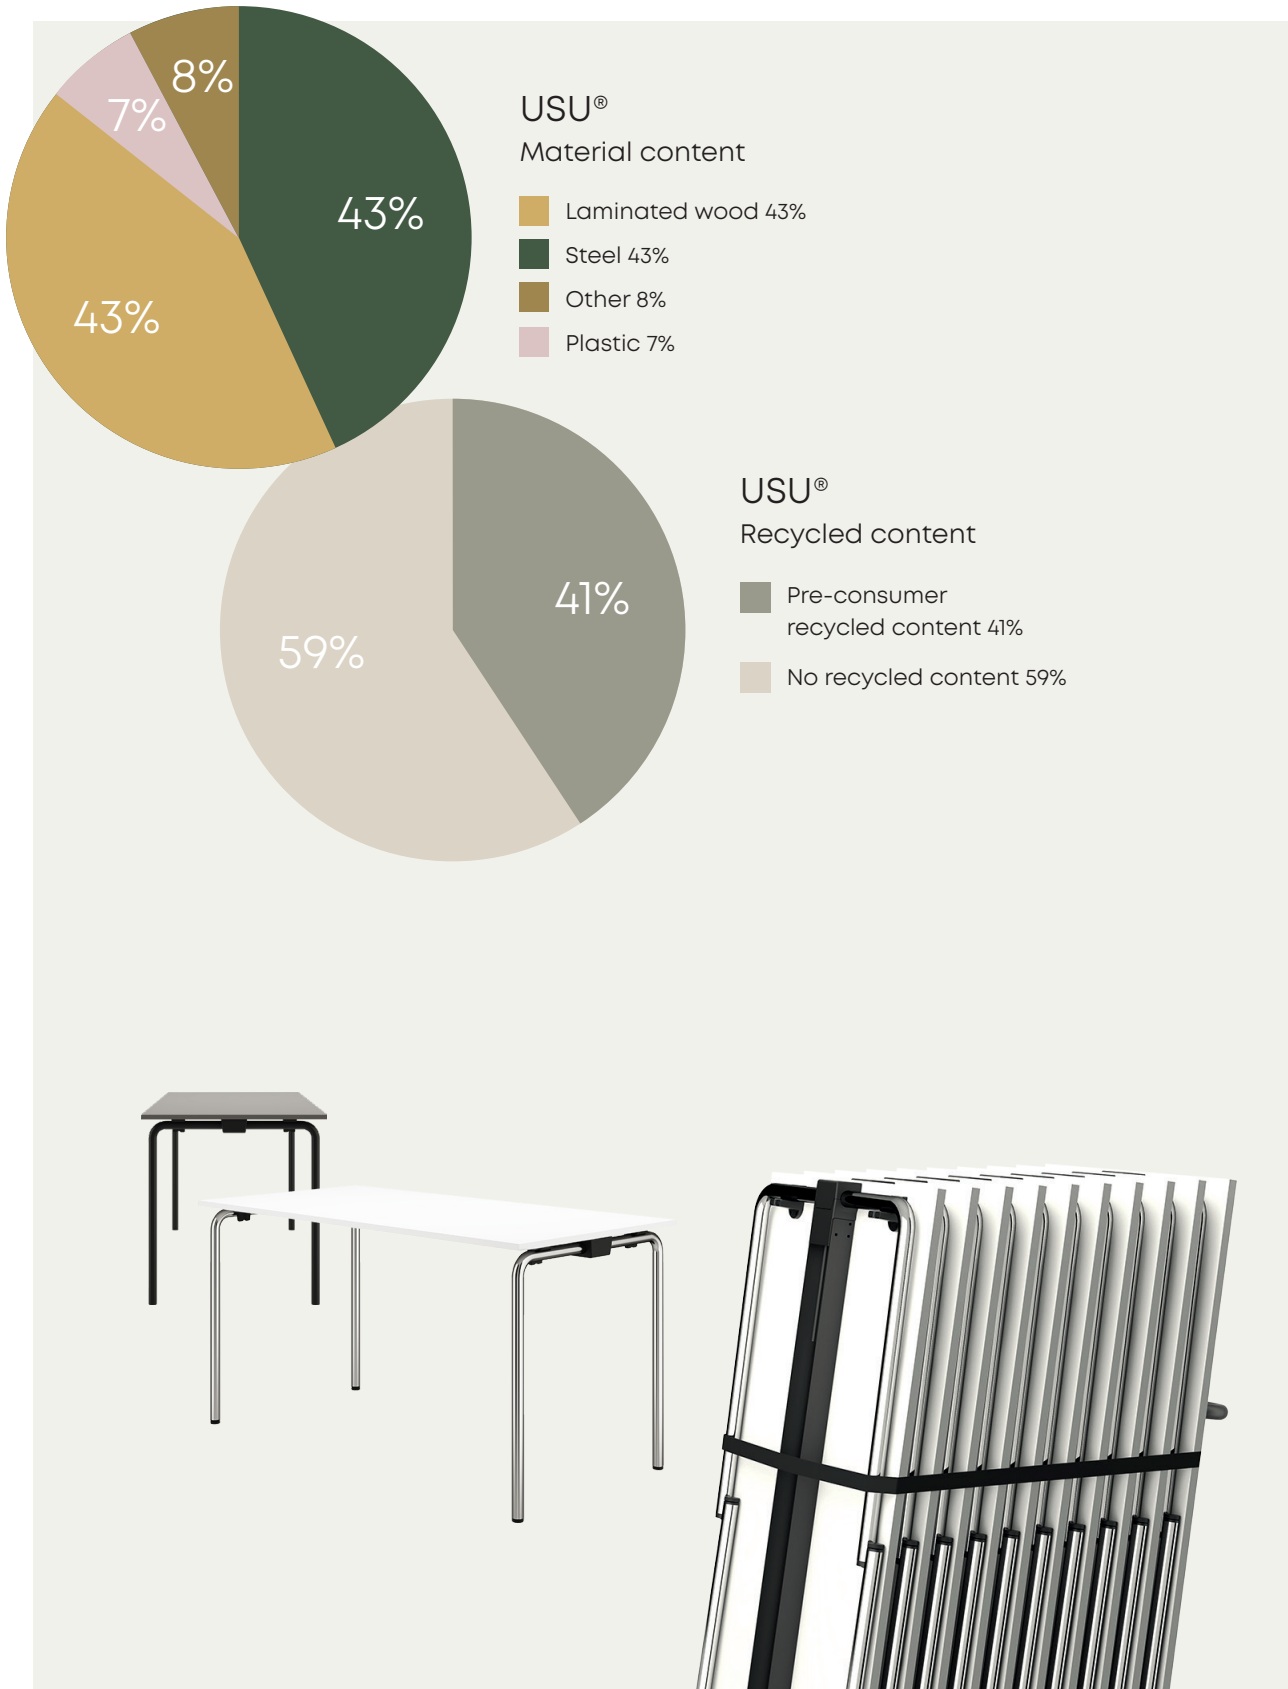 8%
7%
43%
43%
USU®
Material content
Laminated wood 43%
Steel 43%
Other 8%
Plastic 7%
41%
59%
USU®
Recycled content
Pre-consumer
recycled content 41%
No recycled content 59%